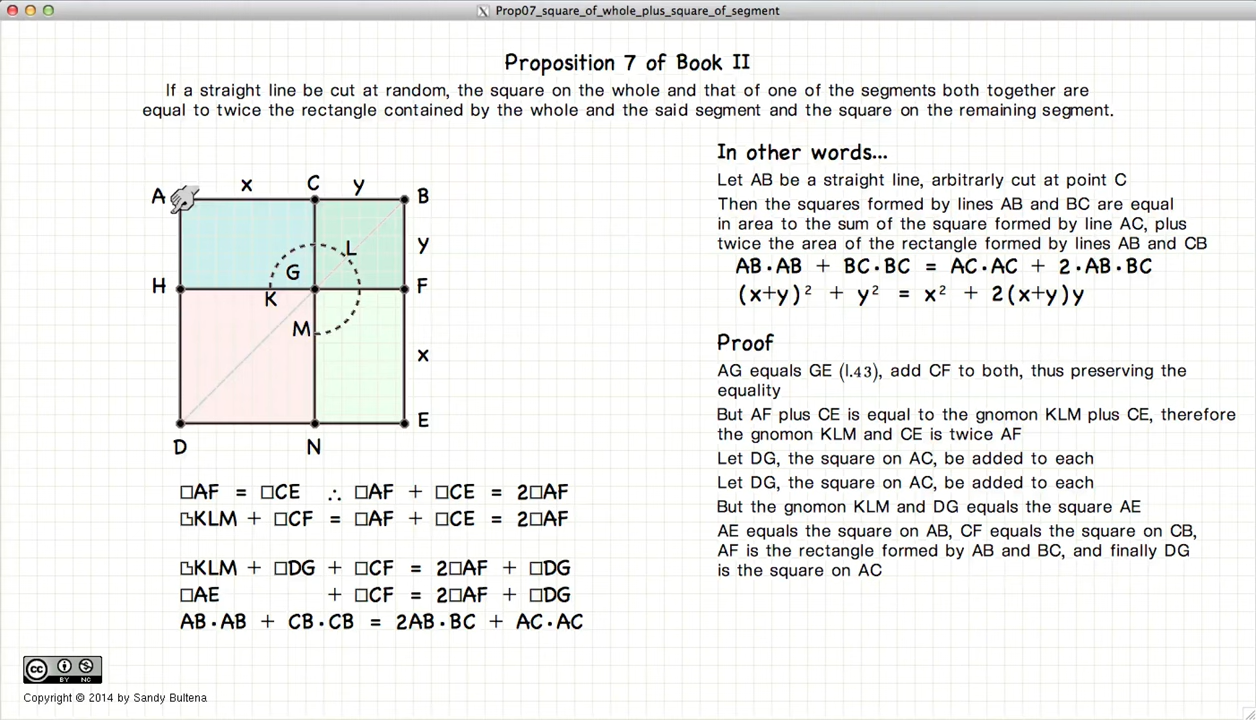 Prop07_square_of_whole_plus_square_of_segment
Proposition 7 of Book II
If a straight line be cut at random, the square on the whole and that of one of the segments both together are
equal to twice the rectangle contained by the whole and the said segment and the square on the remaining segment.
A x C y B
L y
G
H K F
M
x
D N E
□AF = □CE ∴ □AF + □CE = 2□AF
⬔KLM + □CF = □AF + □CE = 2□AF
⬔KLM + □DG + □CF = 2□AF + □DG
□AE + □CF = 2□AF + □DG
AB·AB + CB·CB = 2AB·BC + AC·AC
In other words...
Let AB be a straight line, arbitrarly cut at point C
Then the squares formed by lines AB and BC are equal
in area to the sum of the square formed by line AC, plus
twice the area of the rectangle formed by lines AB and CB
AB·AB + BC·BC = AC·AC + 2·AB·BC
(x+y)² + y² = x² + 2(x+y)y
Proof
AG equals GE (I.43), add CF to both, thus preserving the
equality
But AF plus CE is equal to the gnomon KLM plus CE, therefore
the gnomon KLM and CE is twice AF
Let DG, the square on AC, be added to each
Let DG, the square on AC, be added to each
But the gnomon KLM and DG equals the square AE
AE equals the square on AB, CF equals the square on CB,
AF is the rectangle formed by AB and BC, and finally DG
is the square on AC
cc BY NC
Copyright © 2014 by Sandy Bultena